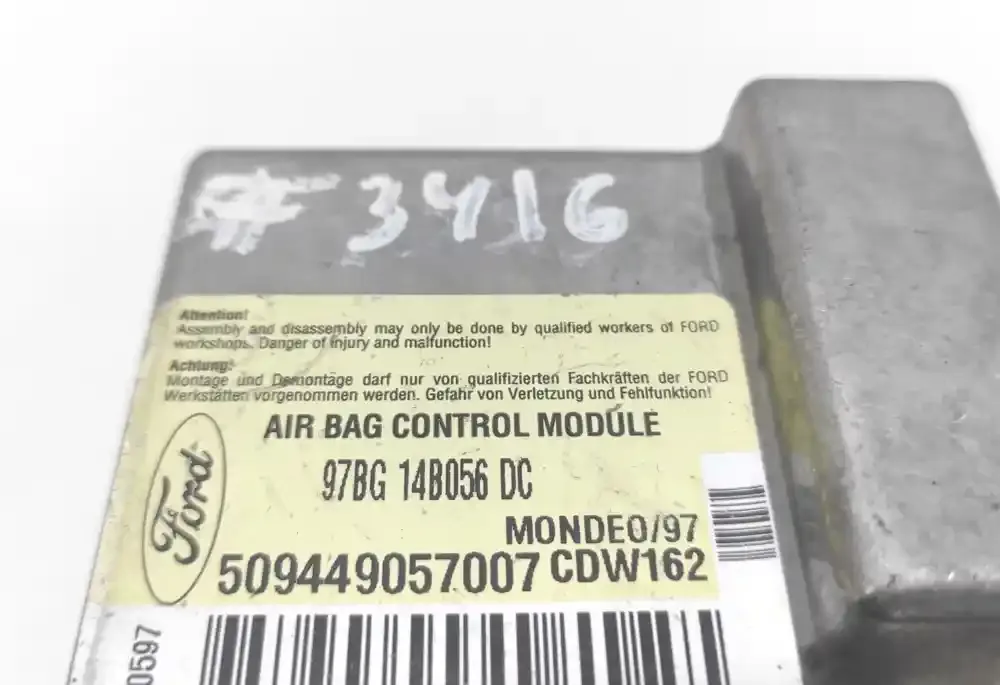 # 3416
Attention!
Assembly and disassembly may only be done by qualified workers of FORD
workshops. Danger of injury and malfunction!
Achtung:
Montage und Demontage darf nur von qualifizierten Fachkräften der FORD
Werkstätten vorgenommen werden. Gefahr von Verletzung und Fehlfunktion!
AIR BAG CONTROL MODULE
97BG 14B056 DC
Ford
MONDEO/97
509449057007 CDW162
0597